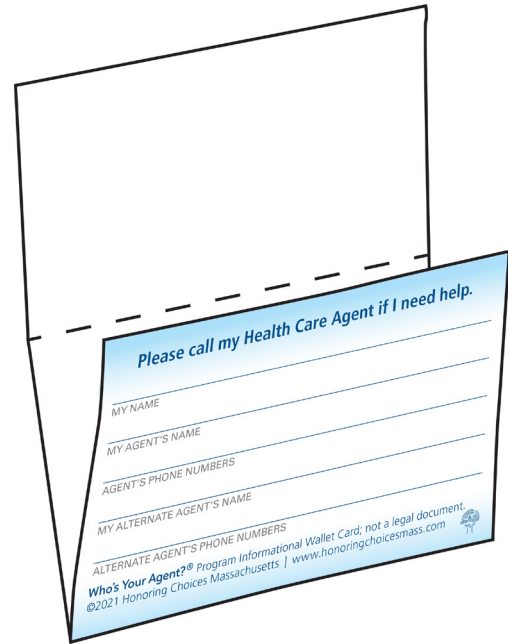 Please call my Health Care Agent if I need help.
MY NAME
MY AGENT'S NAME
AGENT'S PHONE NUMBERS
MY ALTERNATE AGENT'S NAME
ALTERNATE AGENT'S PHONE NUMBERS
Who's Your Agent?® Program Informational Wallet Card; not a legal document.
©2021 Honoring Choices Massachusetts | www.honoringchoicesmass.com